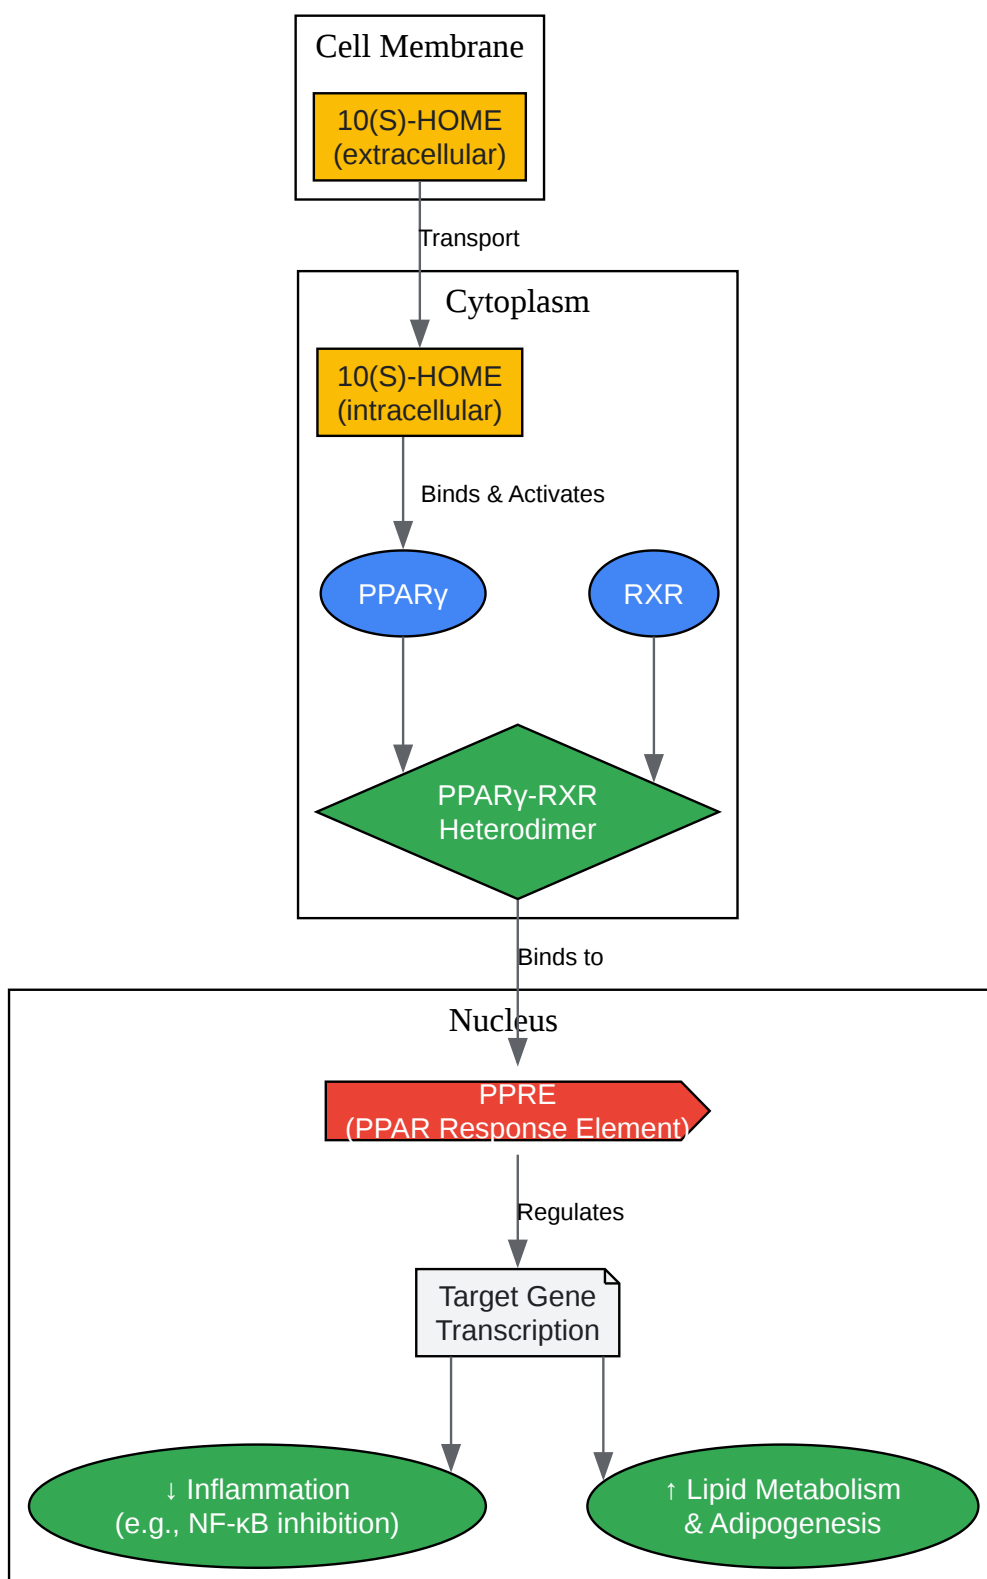 Cell Membrane
10(S)-HOME
(extracellular)
Transport
Cytoplasm
10(S)-HOME
(intracellular)
Binds & Activates
PPARγ
RXR
PPARγ-RXR
Heterodimer
Binds to
Nucleus
PPRE
(PPAR Response Element)
Regulates
Target Gene
Transcription
↓ Inflammation
(e.g., NF-κB inhibition)
↑ Lipid Metabolism
& Adipogenesis